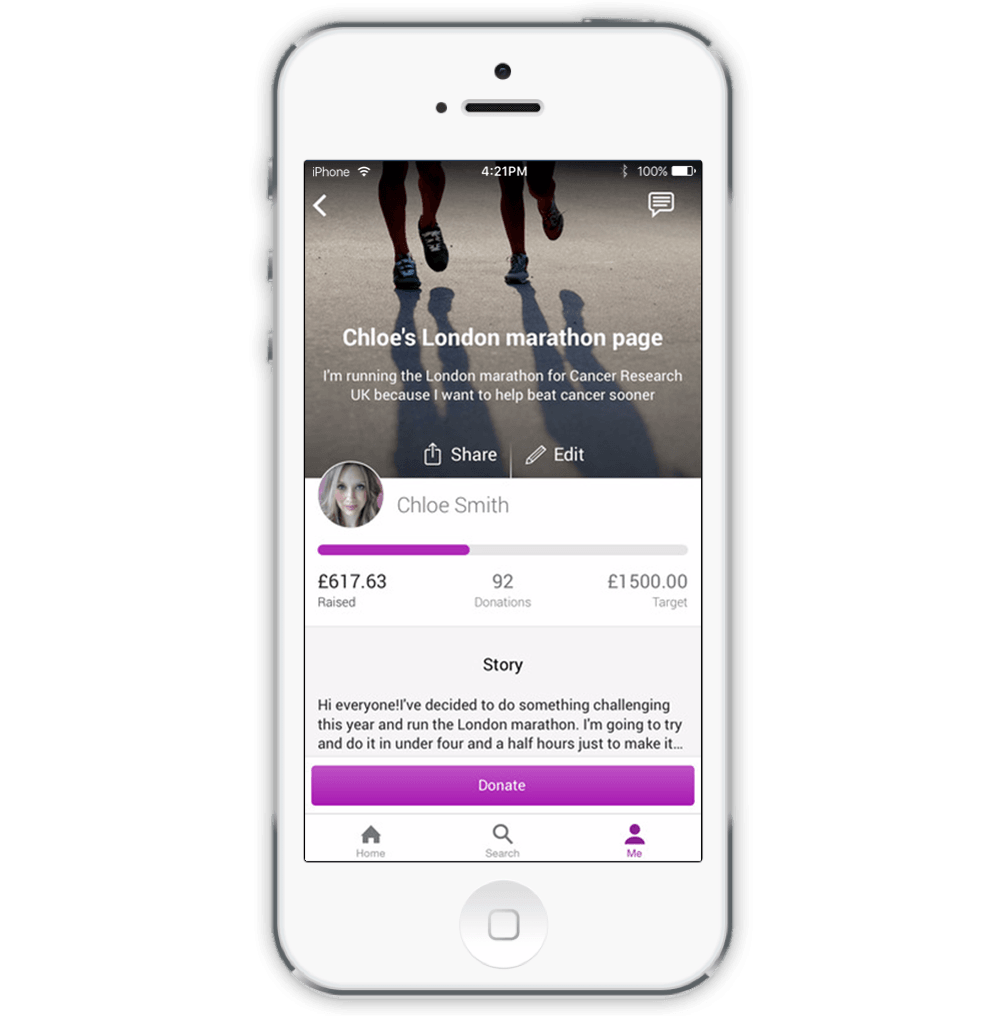 iPhone 4:21PM 100%
Chloe's London marathon page
I'm running the London marathon for Cancer Research
UK because I want to help beat cancer sooner
Share Edit
Chloe Smith
£617.63 92 £1500.00
Raised Donations Target
Story
Hi everyone!I've decided to do something challenging
this year and run the London marathon. I'm going to try
and do it in under four and a half hours just to make it...
Donate
Home Search Me